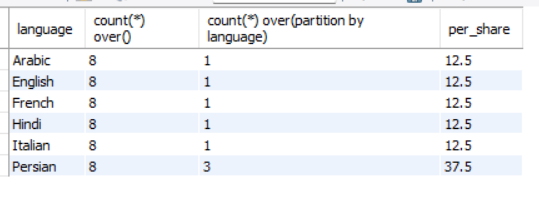 language count(*) over() count(*) over(partition by language) per_share
Arabic 8 1 12.5
English 8 1 12.5
French 8 1 12.5
Hindi 8 1 12.5
Italian 8 1 12.5
Persian 8 3 37.5